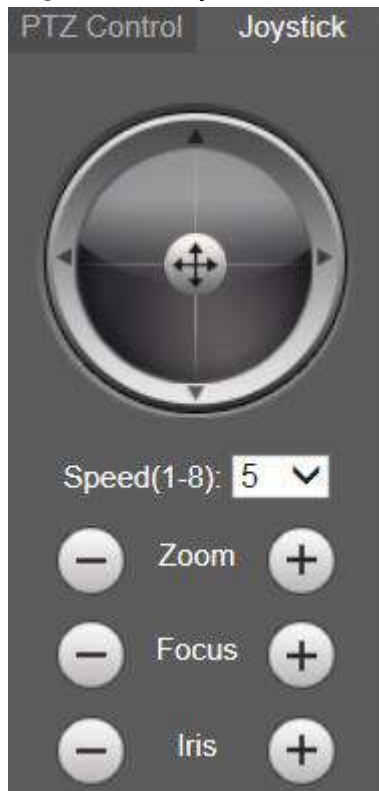 PTZ Control Joystick
Speed(1-8): 5
− Zoom +
− Focus +
− Iris +